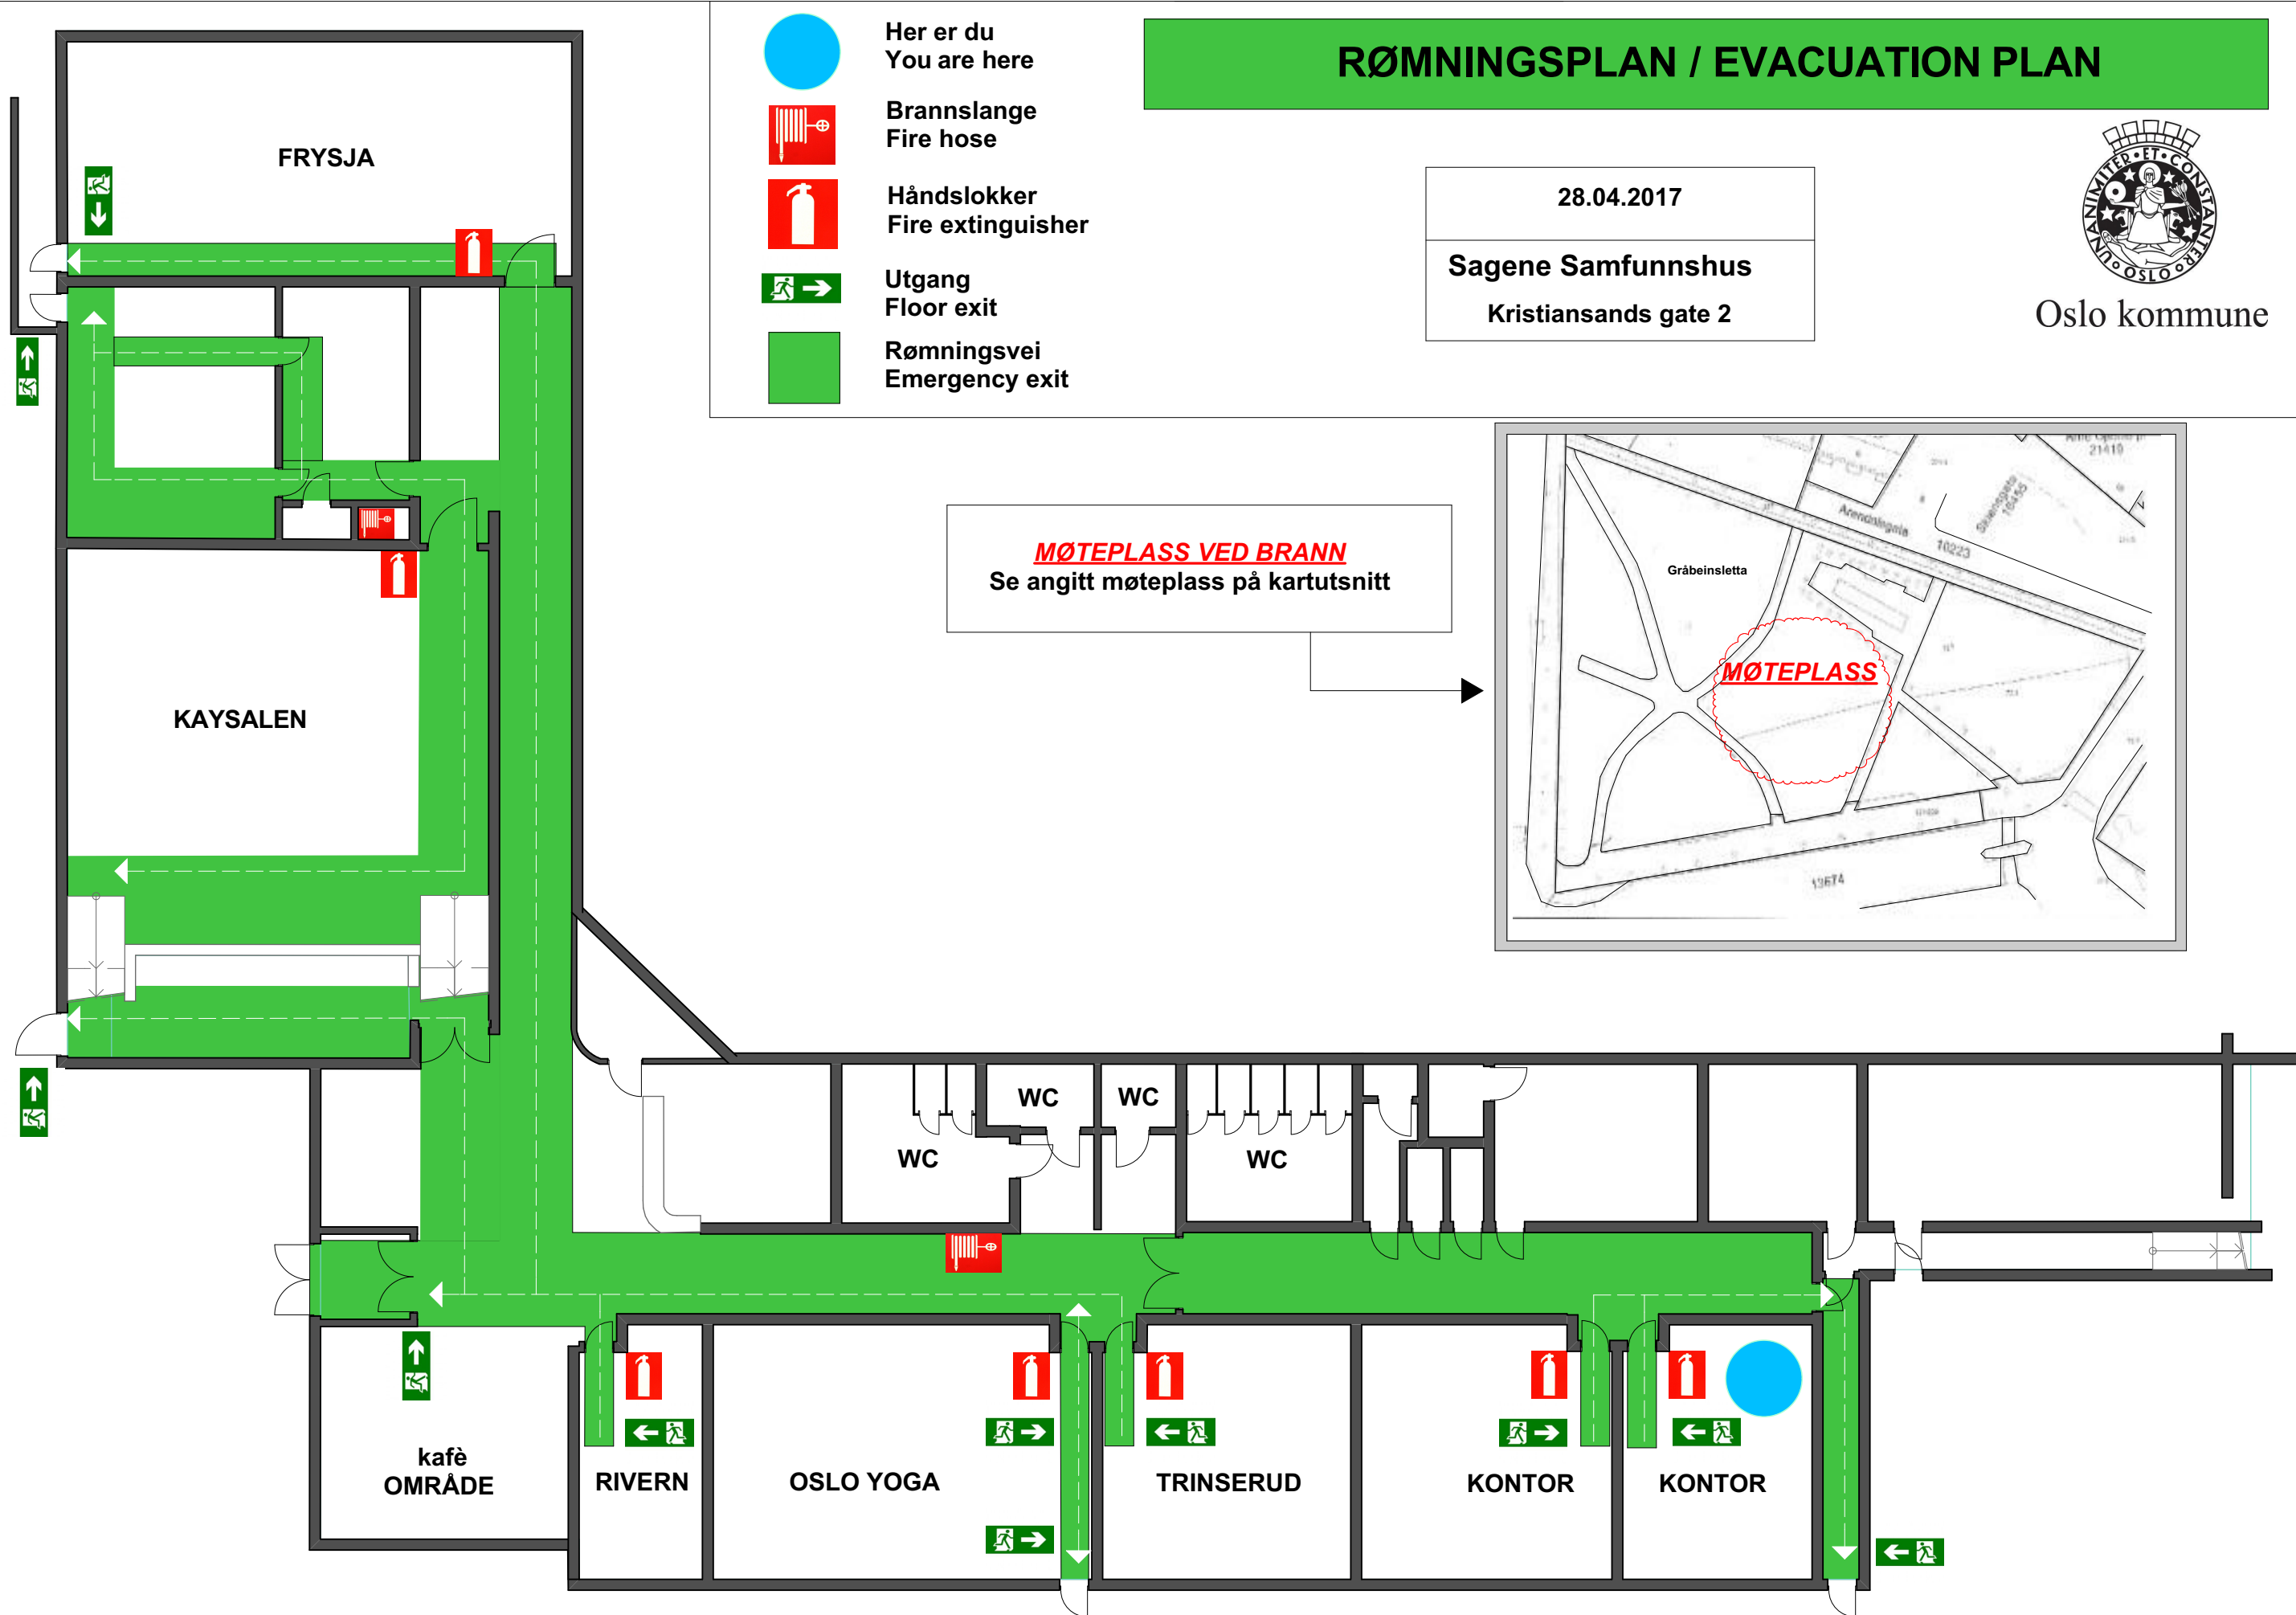 Her er du
You are here
Brannslange
Fire hose
Håndslokker
Fire extinguisher
Utgang
Floor exit
Rømningsvei
Emergency exit
RØMNINGSPLAN / EVACUATION PLAN
28.04.2017
Sagene Samfunnshus
Kristiansands gate 2
UNANIMITER·ET·CONSTANTER·OSLO
Oslo kommune
FRYSJA
MØTEPLASS VED BRANN
Se angitt møteplass på kartutsnitt
21419
Arendalsgata
10223
Gråbeinsletta
MØTEPLASS
13674
KAYSALEN
WC
WC
WC
WC
kafè
OMRÅDE
RIVERN
OSLO YOGA
TRINSERUD
KONTOR
KONTOR